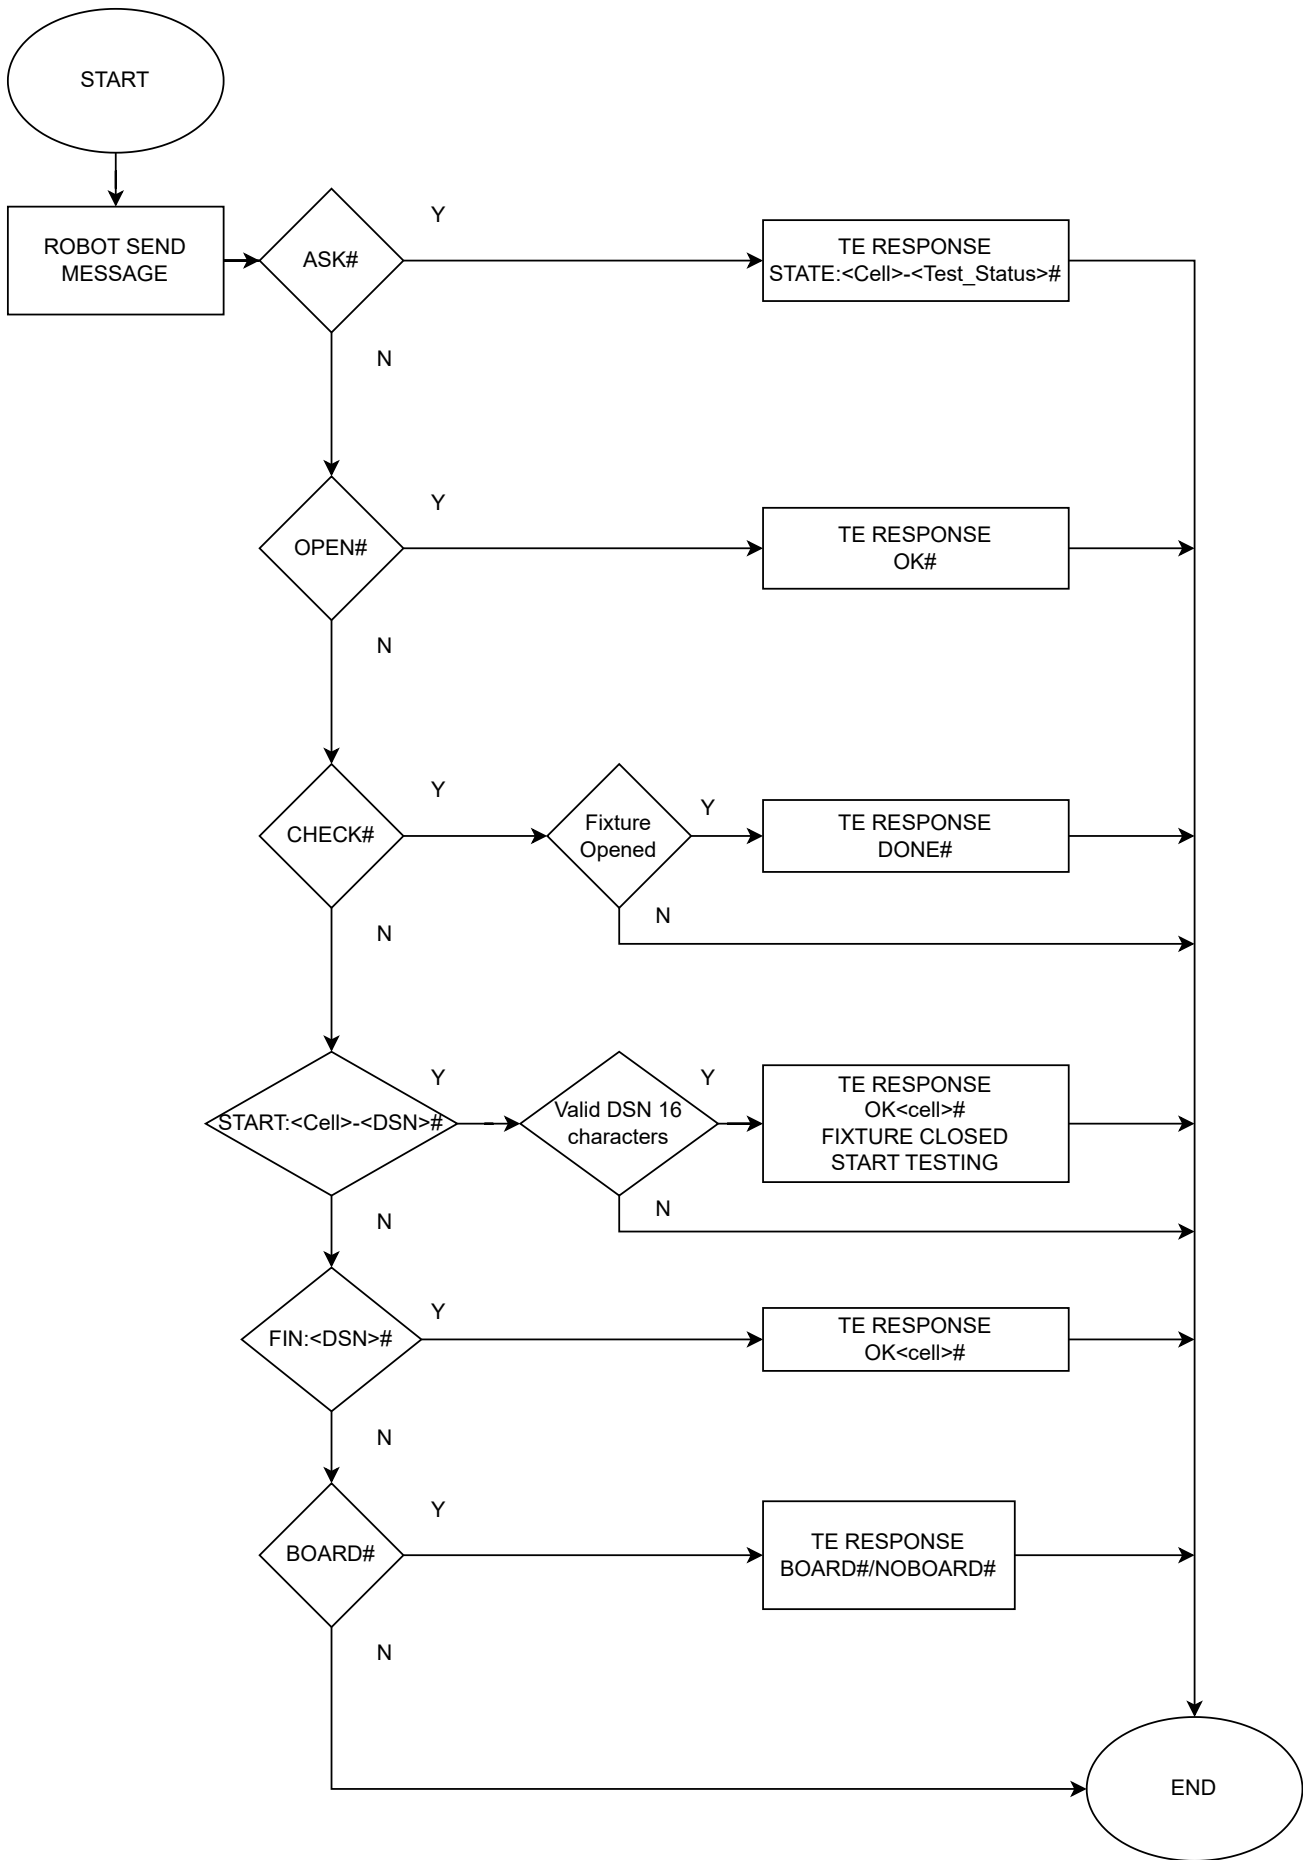 START
ROBOT SEND
MESSAGE
ASK#
Y
TE RESPONSE
STATE:<Cell>-<Test_Status>#
N
OPEN#
Y
TE RESPONSE
OK#
N
CHECK#
Y
Fixture
Opened
Y
TE RESPONSE
DONE#
N
N
START:<Cell>-<DSN>#
Y
Valid DSN 16
characters
Y
TE RESPONSE
OK<cell>#
FIXTURE CLOSED
START TESTING
N
N
FIN:<DSN>#
Y
TE RESPONSE
OK<cell>#
N
BOARD#
Y
TE RESPONSE
BOARD#/NOBOARD#
N
END